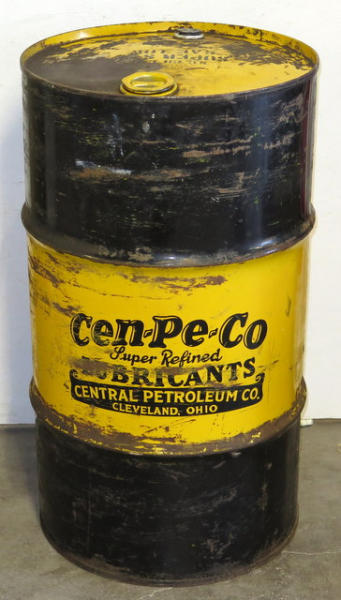 Cen-Pe-Co
Super Refined
LUBRICANTS
CENTRAL PETROLEUM CO.
CLEVELAND, OHIO